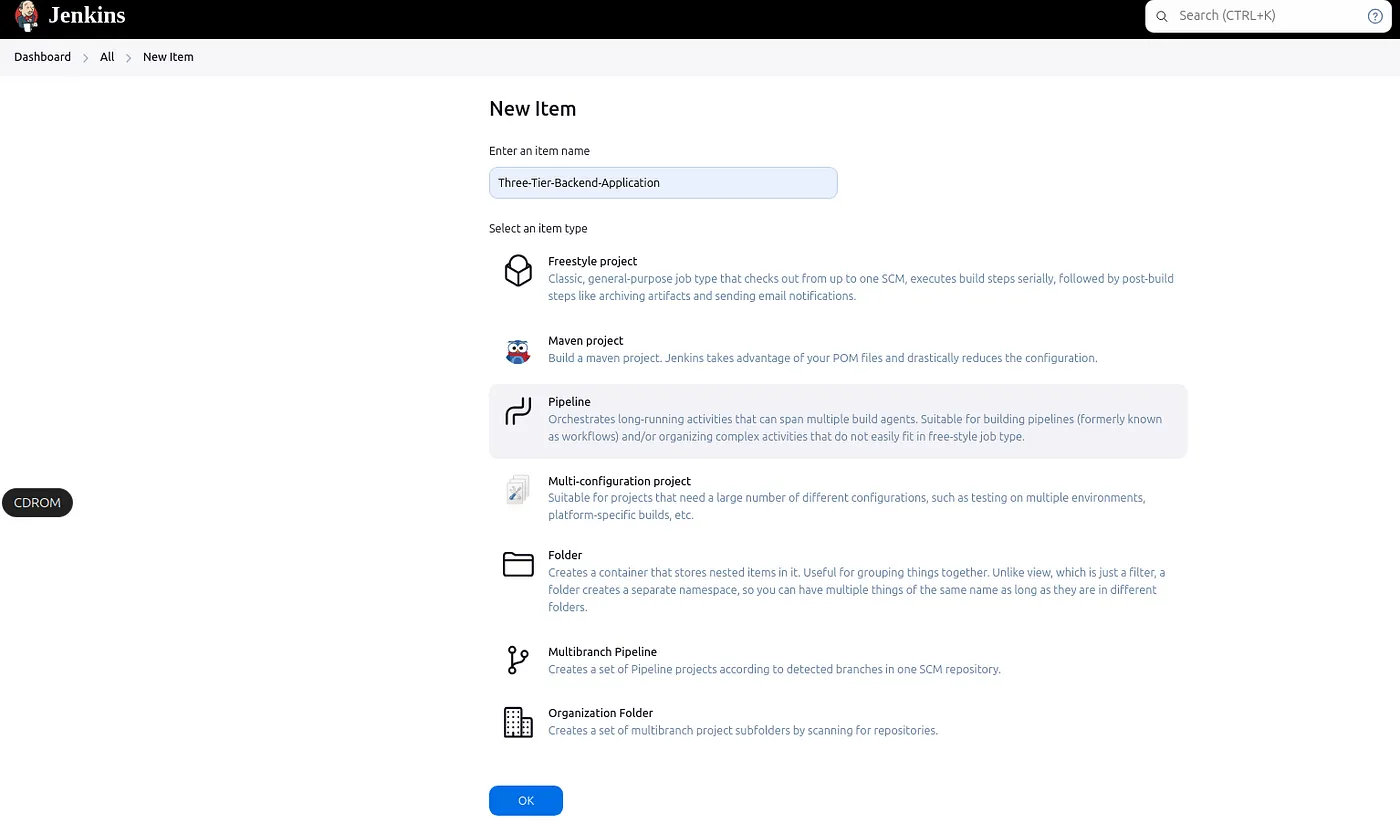 Jenkins
Search (CTRL+K)
Dashboard
All
New Item
New Item
Enter an item name
Three-Tier-Backend-Application
Select an item type
Freestyle project
Classic, general-purpose job type that checks out from up to one SCM, executes build steps serially, followed by post-build
steps like archiving artifacts and sending email notifications.
Maven project
Build a maven project. Jenkins takes advantage of your POM files and drastically reduces the configuration.
Pipeline
Orchestrates long-running activities that can span multiple build agents. Suitable for building pipelines (formerly known
as workflows) and/or organizing complex activities that do not easily fit in free-style job type.
CDROM
Multi-configuration project
Suitable for projects that need a large number of different configurations, such as testing on multiple environments,
platform-specific builds, etc.
Folder
Creates a container that stores nested items in it. Useful for grouping things together. Unlike view, which is just a filter, a
folder creates a separate namespace, so you can have multiple things of the same name as long as they are in different
folders.
Multibranch Pipeline
Creates a set of Pipeline projects according to detected branches in one SCM repository.
Organization Folder
Creates a set of multibranch project subfolders by scanning for repositories.
OK